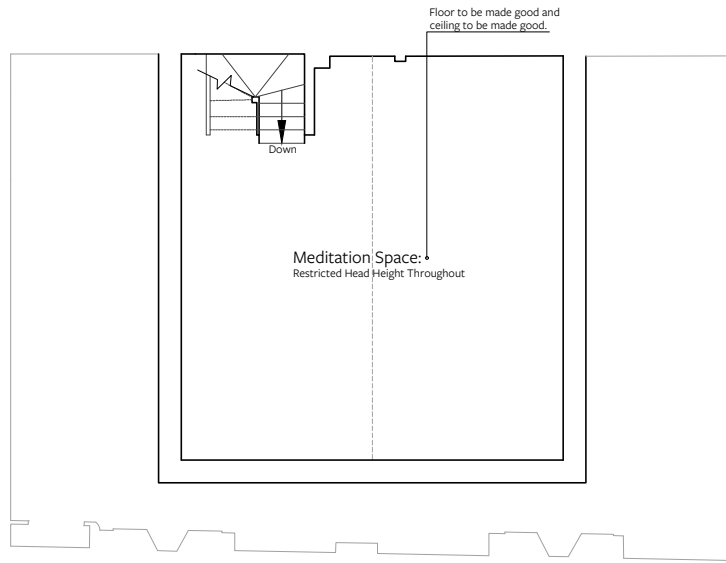 Floor to be made good and
ceiling to be made good.
Down
Meditation Space:
Restricted Head Height Throughout